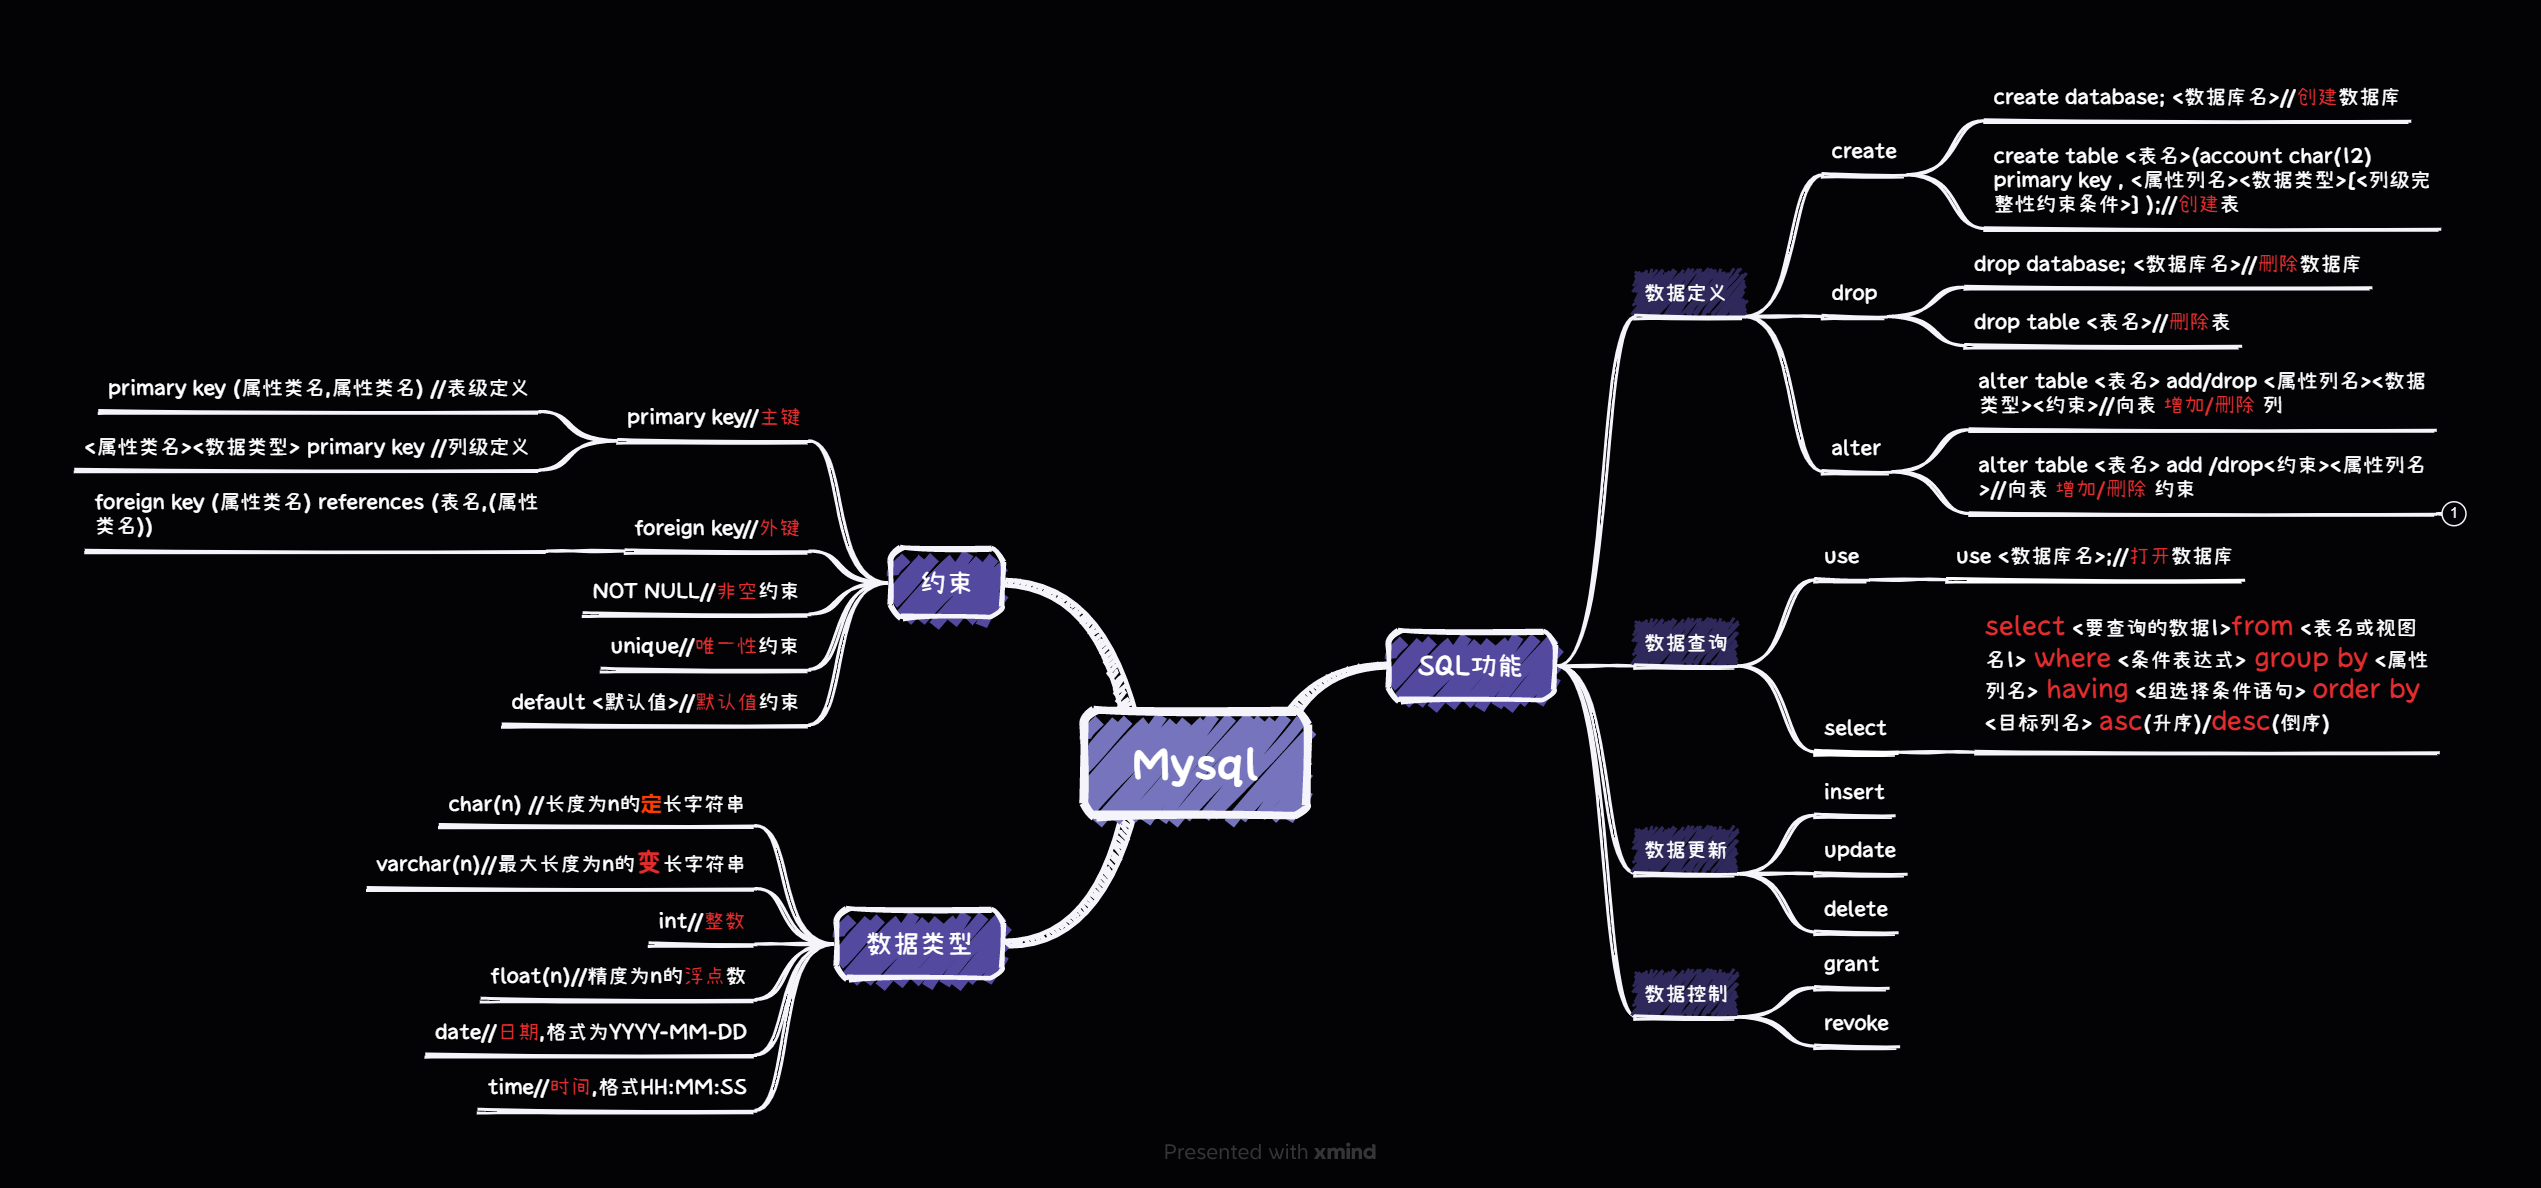 Mysql
约束
primary key//主键
primary key (属性类名,属性类名) //表级定义
<属性类名><数据类型> primary key //列级定义
foreign key//外键
foreign key (属性类名) references (表名,(属性
类名))
NOT NULL//非空约束
unique//唯一性约束
default <默认值>//默认值约束
数据类型
char(n) //长度为n的定长字符串
varchar(n)//最大长度为n的变长字符串
int//整数
float(n)//精度为n的浮点数
date//日期,格式为YYYY-MM-DD
time//时间,格式HH:MM:SS
SQL功能
数据定义
create
create database; <数据库名>//创建数据库
create table <表名>(account char(12)
primary key , <属性列名><数据类型>[<列级完
整性约束条件>] );//创建表
drop
drop database; <数据库名>//删除数据库
drop table <表名>//删除表
alter
alter table <表名> add/drop <属性列名><数据
类型><约束>//向表 增加/删除 列
alter table <表名> add /drop<约束><属性列名
>//向表 增加/删除 约束
1
数据查询
use
use <数据库名>;//打开数据库
select
select <要查询的数据1>from <表名或视图
名1> where <条件表达式> group by <属性
列名> having <组选择条件语句> order by
<目标列名> asc(升序)/desc(倒序)
数据更新
insert
update
delete
数据控制
grant
revoke
Presented with xmind